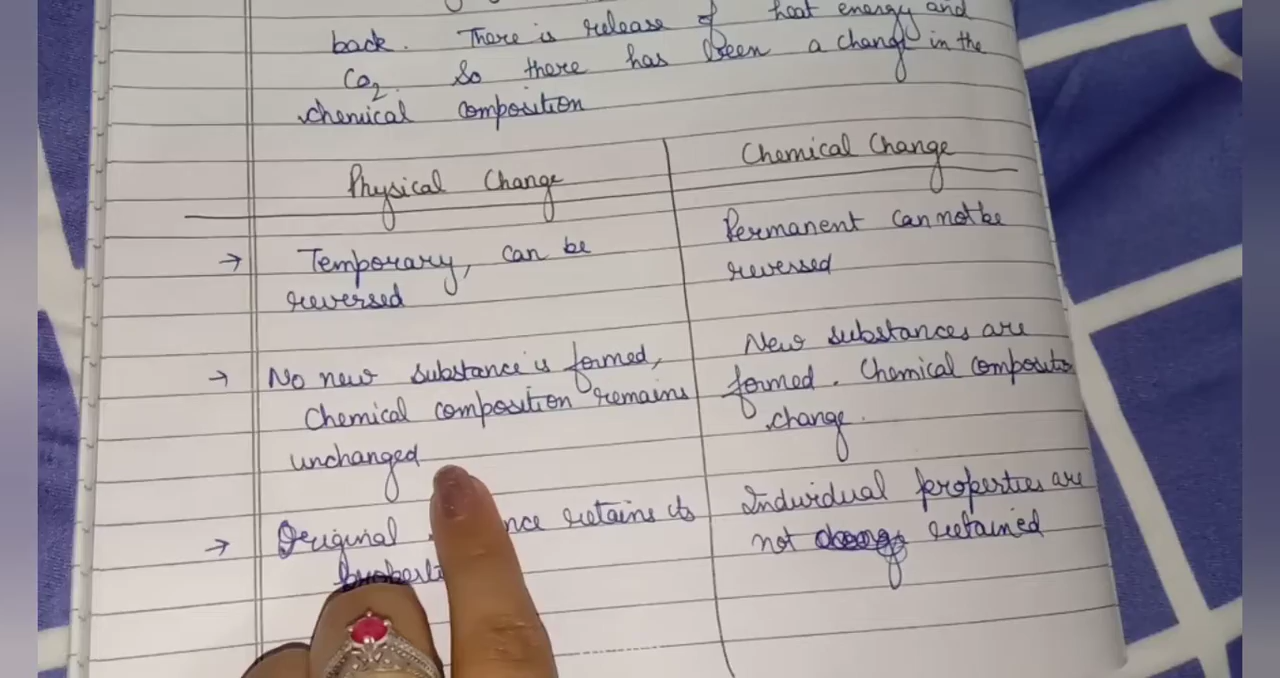 back. There is release of heat energy and
CO2. So there has been a change in the
chemical composition
Physical Change
Chemical Change
→ Temporary, can be
reversed
Permanent can not be
reversed
→ No new substance is formed,
Chemical composition remains
unchanged
New substances are
formed. Chemical
change.
→ Original retains its
Individual properties are
not retained